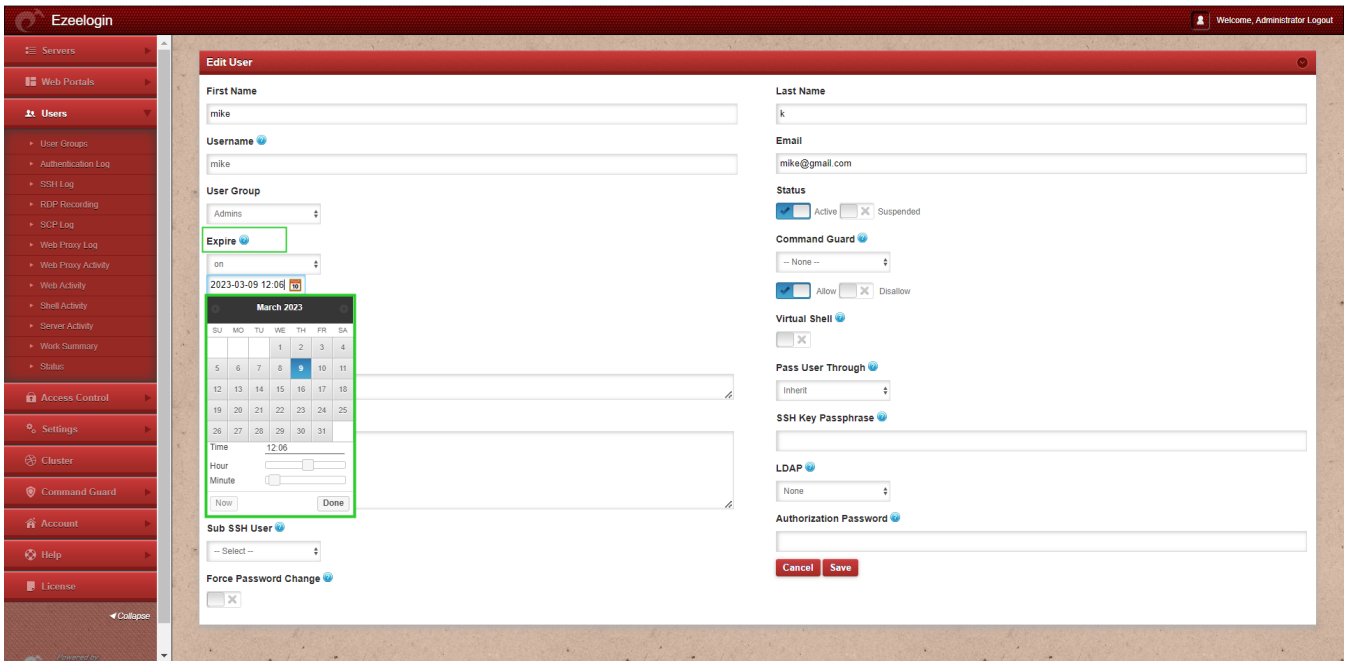 Ezeelogin
Welcome, Administrator Logout
Servers
Web Portals
Users
User Groups
Authentication Log
SSH Log
RDP Recording
SCP Log
Web Proxy Log
Web Proxy Activity
Web Activity
Shell Activity
Server Activity
Work Summary
Status
Access Control
Settings
Cluster
Command Guard
Account
Help
License
Collapse
Powered by
Edit User
First Name
mike
Username
mike
User Group
Admins
Expire
on
2023-03-09 12:06
10
March 2023
SU MO TU WE TH FR SA
1 2 3 4
5 6 7 8 9 10 11
12 13 14 15 16 17 18
19 20 21 22 23 24 25
26 27 28 29 30 31
Time 12:06
Hour
Minute
Now Done
Sub SSH User
-- Select --
Force Password Change
Last Name
k
Email
mike@gmail.com
Status
Active Suspended
Command Guard
-- None --
Allow Disallow
Virtual Shell
Pass User Through
Inherit
SSH Key Passphrase
LDAP
None
Authorization Password
Cancel Save